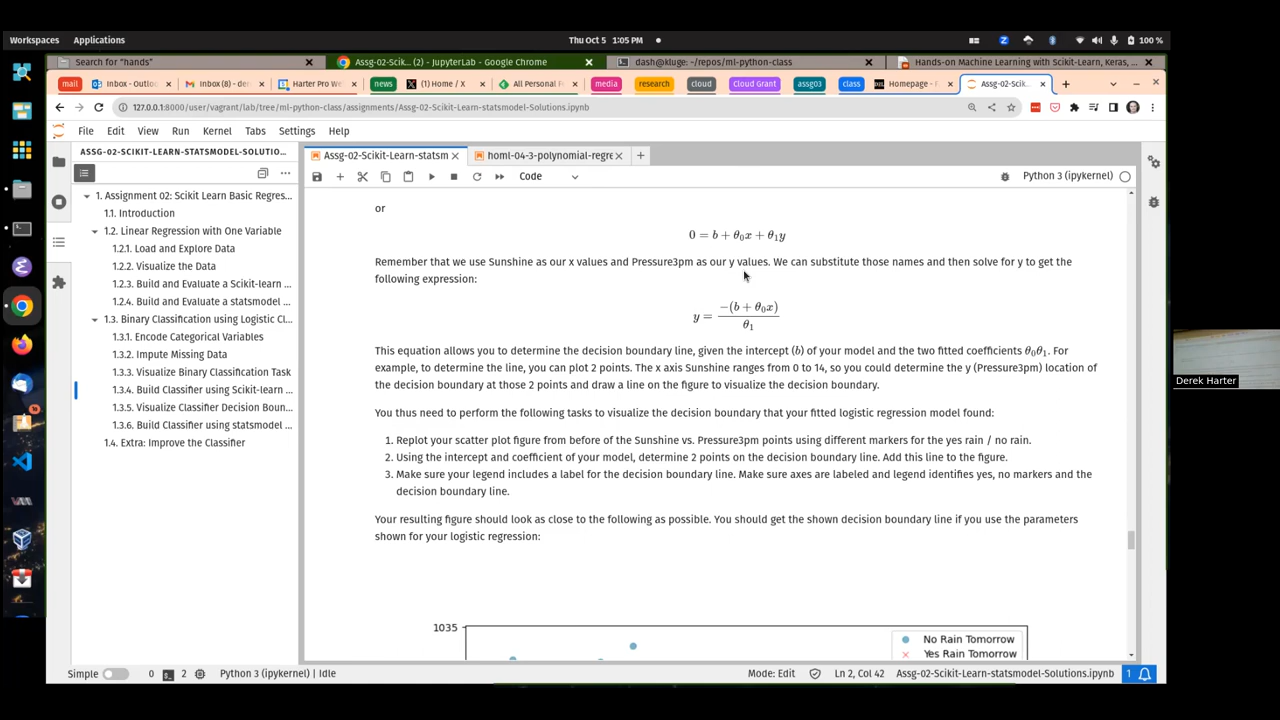 Workspaces Applications Thu Oct 5 1:05 PM 100 %
Search for "hands" Assg-02-Scik... (2) - JupyterLab - Google Chrome dash@kluge: ~/repos/ml-python-class Hands-on Machine Learning with Scikit-Learn, Keras, ...
mail Inbox - Outloo Inbox (8) - der Harter Pro Wee news (1) Home / X All Personal F media research cloud Cloud Grant assg03 class Homepage - F Assg-02-Scik...
127.0.0.1:8000/user/vagrant/lab/tree/ml-python-class/assignments/Assg-02-Scikit-Learn-statsmodel-Solutions.ipynb
File Edit View Run Kernel Tabs Settings Help
ASSG-02-SCIKIT-LEARN-STATSMODEL-SOLUTIO...
Assg-02-Scikit-Learn-statsm homl-04-3-polynomial-regre
Code Python 3 (ipykernel)
1. Assignment 02: Scikit Learn Basic Regres...
1.1. Introduction
1.2. Linear Regression with One Variable
1.2.1. Load and Explore Data
1.2.2. Visualize the Data
1.2.3. Build and Evaluate a Scikit-learn ...
1.2.4. Build and Evaluate a statsmodel ...
1.3. Binary Classification using Logistic Cl...
1.3.1. Encode Categorical Variables
1.3.2. Impute Missing Data
1.3.3. Visualize Binary Classification Task
1.3.4. Build Classifier using Scikit-learn ...
1.3.5. Visualize Classifier Decision Boun...
1.3.6. Build Classifier using statsmodel ...
1.4. Extra: Improve the Classifier
or
0 = b + θ₀x + θ₁y
Remember that we use Sunshine as our x values and Pressure3pm as our y values. We can substitute those names and then solve for y to get the
following expression:
y = −(b + θ₀x) / θ₁
This equation allows you to determine the decision boundary line, given the intercept (b) of your model and the two fitted coefficients θ₀θ₁. For
example, to determine the line, you can plot 2 points. The x axis Sunshine ranges from 0 to 14, so you could determine the y (Pressure3pm) location of
the decision boundary at those 2 points and draw a line on the figure to visualize the decision boundary.
You thus need to perform the following tasks to visualize the decision boundary that your fitted logistic regression model found:
1. Replot your scatter plot figure from before of the Sunshine vs. Pressure3pm points using different markers for the yes rain / no rain.
2. Using the intercept and coefficient of your model, determine 2 points on the decision boundary line. Add this line to the figure.
3. Make sure your legend includes a label for the decision boundary line. Make sure axes are labeled and legend identifies yes, no markers and the
decision boundary line.
Your resulting figure should look as close to the following as possible. You should get the shown decision boundary line if you use the parameters
shown for your logistic regression:
1035
No Rain Tomorrow
Yes Rain Tomorrow
Derek Harter
Simple 0 2 Python 3 (ipykernel) | Idle Mode: Edit Ln 2, Col 42 Assg-02-Scikit-Learn-statsmodel-Solutions.ipynb 1